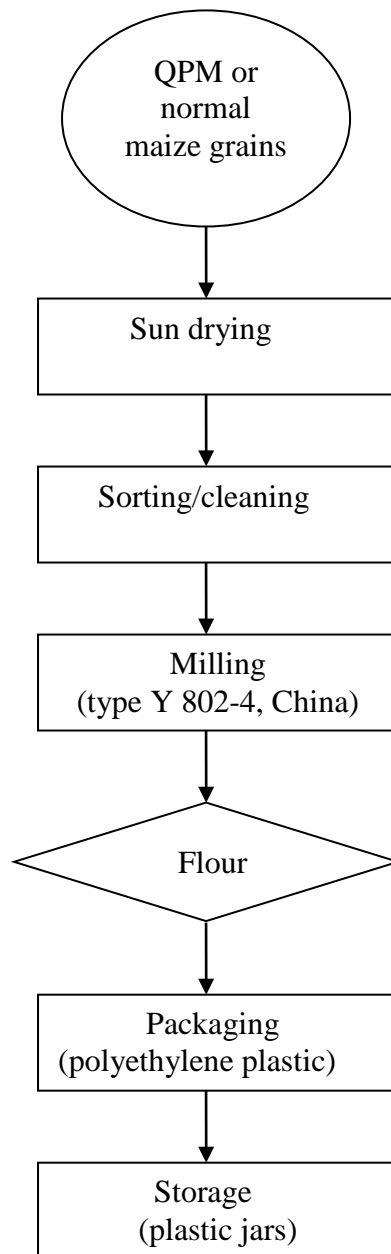 QPM or
normal
maize grains
Sun drying
Sorting/cleaning
Milling
(type Y 802-4, China)
Flour
Packaging
(polyethylene plastic)
Storage
(plastic jars)